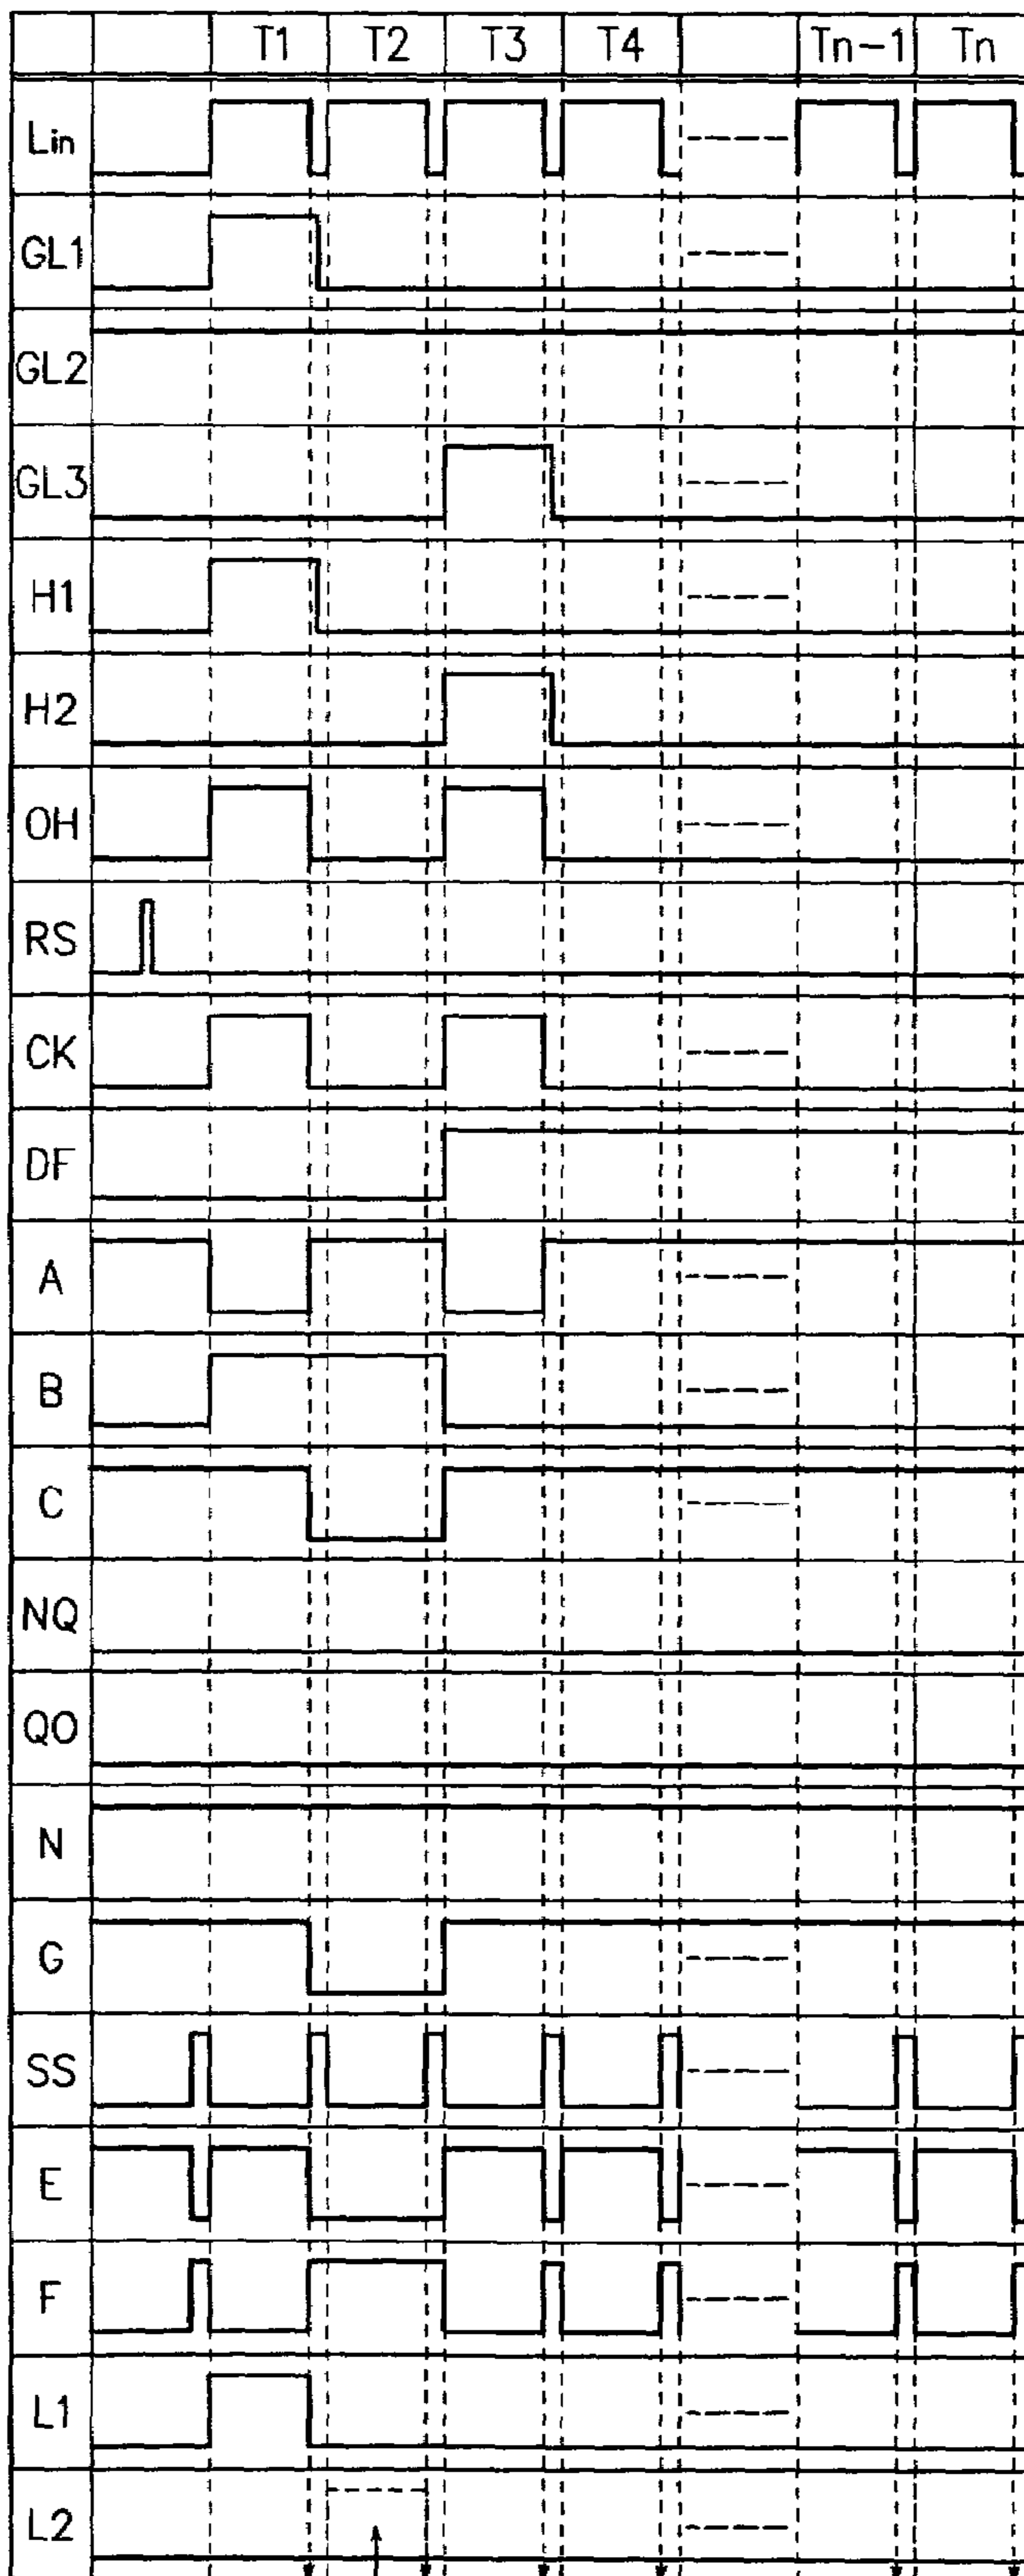 T1 T2 T3 T4 Tn-1 Tn
Lin
GL1
GL2
GL3
H1
H2
OH
RS
CK
DF
A
B
C
NQ
QO
N
G
SS
E
F
L1
L2